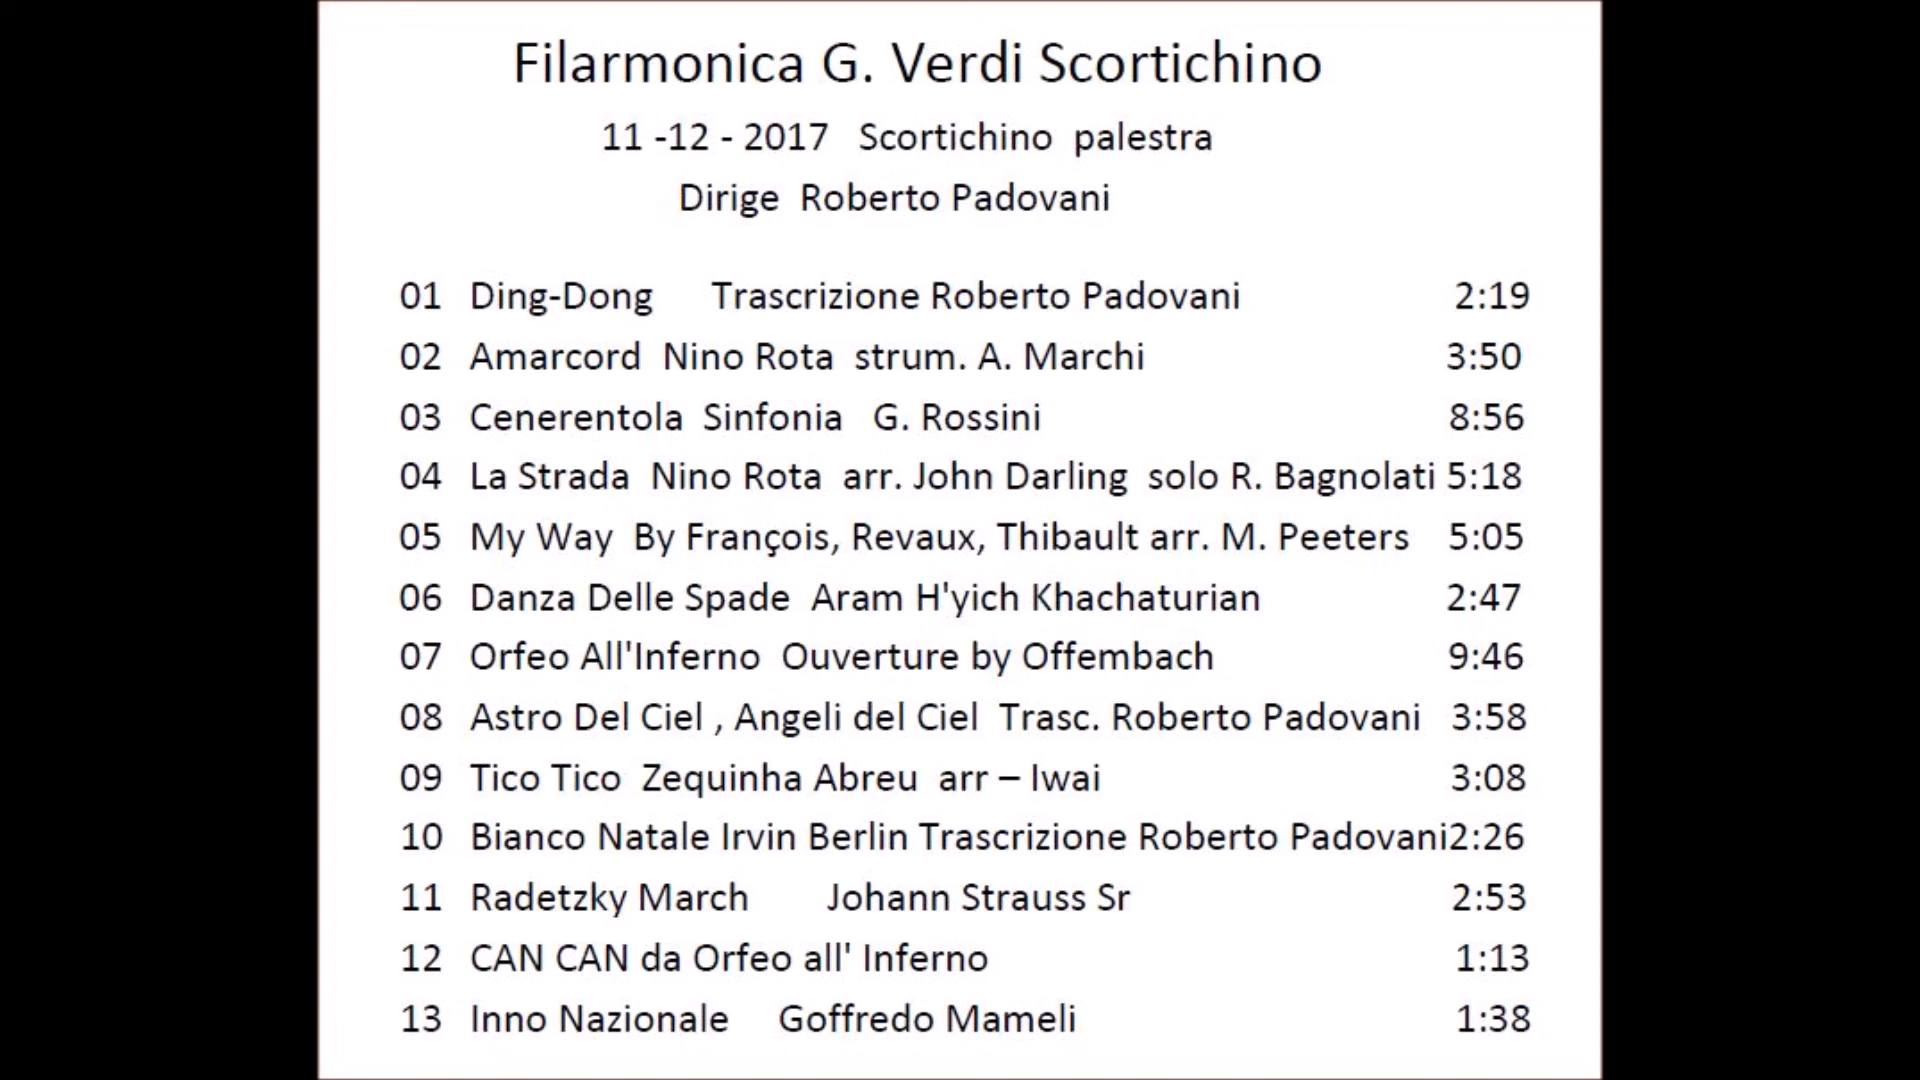 Filarmonica G. Verdi Scortichino
11 -12 - 2017 Scortichino palestra
Dirige Roberto Padovani
01 Ding-Dong Trascrizione Roberto Padovani 2:19
02 Amarcord Nino Rota strum. A. Marchi 3:50
03 Cenerentola Sinfonia G. Rossini 8:56
04 La Strada Nino Rota arr. John Darling solo R. Bagnolati 5:18
05 My Way By François, Revaux, Thibault arr. M. Peeters 5:05
06 Danza Delle Spade Aram H'yich Khachaturian 2:47
07 Orfeo All'Inferno Ouverture by Offembach 9:46
08 Astro Del Ciel , Angeli del Ciel Trasc. Roberto Padovani 3:58
09 Tico Tico Zequinha Abreu arr – Iwai 3:08
10 Bianco Natale Irvin Berlin Trascrizione Roberto Padovani2:26
11 Radetzky March Johann Strauss Sr 2:53
12 CAN CAN da Orfeo all' Inferno 1:13
13 Inno Nazionale Goffredo Mameli 1:38